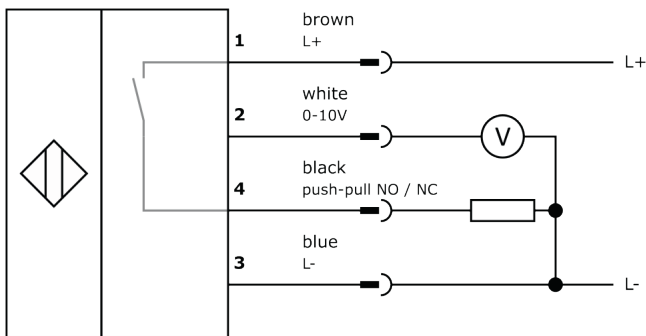 brown
1
L+
L+
white
2
0-10V
V
black
4
push-pull NO / NC
blue
3
L-
L-